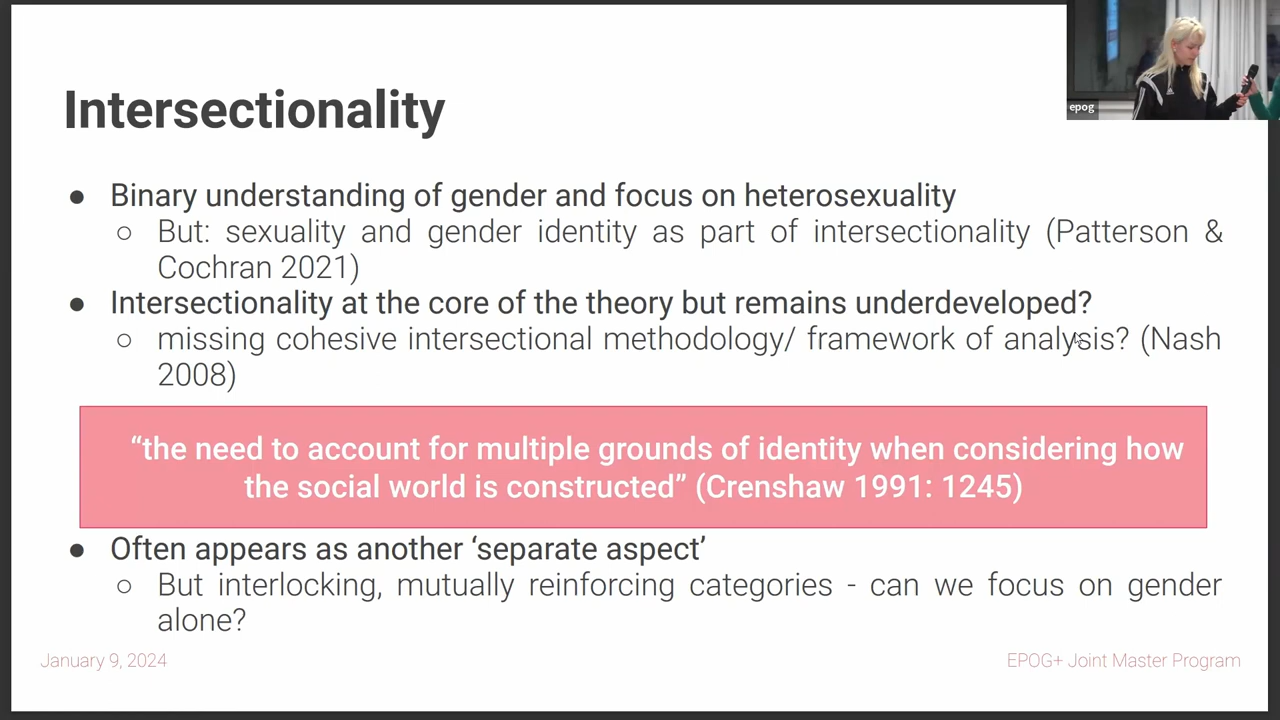 epog
Intersectionality
● Binary understanding of gender and focus on heterosexuality
○ But: sexuality and gender identity as part of intersectionality (Patterson &
Cochran 2021)
● Intersectionality at the core of the theory but remains underdeveloped?
○ missing cohesive intersectional methodology/ framework of analysis? (Nash
2008)
“the need to account for multiple grounds of identity when considering how
the social world is constructed” (Crenshaw 1991: 1245)
● Often appears as another ‘separate aspect’
○ But interlocking, mutually reinforcing categories - can we focus on gender
alone?
January 9, 2024
EPOG+ Joint Master Program